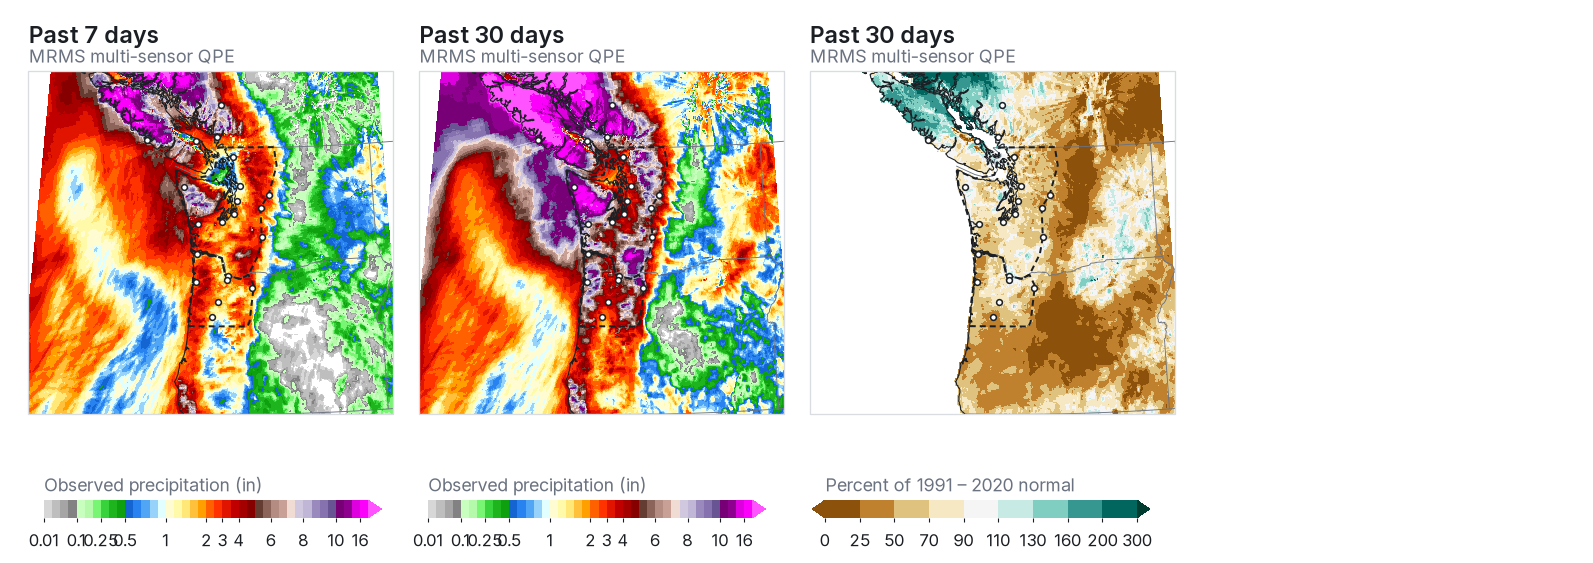 Past 7 days
MRMS multi-sensor QPE
Past 30 days
MRMS multi-sensor QPE
Past 30 days
MRMS multi-sensor QPE
Observed precipitation (in)
0.01 0.1 0.25 0.5 1 2 3 4 6 8 10 16
Observed precipitation (in)
0.01 0.1 0.25 0.5 1 2 3 4 6 8 10 16
Percent of 1991 – 2020 normal
0 25 50 70 90 110 130 160 200 300